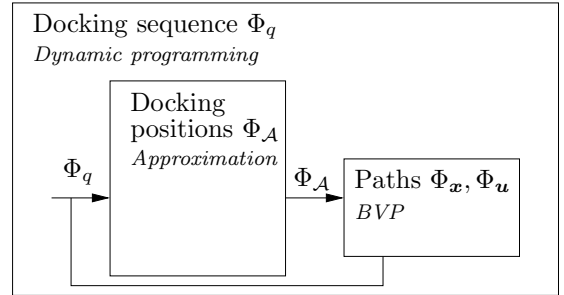 Docking sequence Φ_q
Dynamic programming
Docking
positions Φ_𝒜
Approximation
Φ_q
Φ_𝒜
Paths Φ_𝒙, Φ_𝒖
BVP